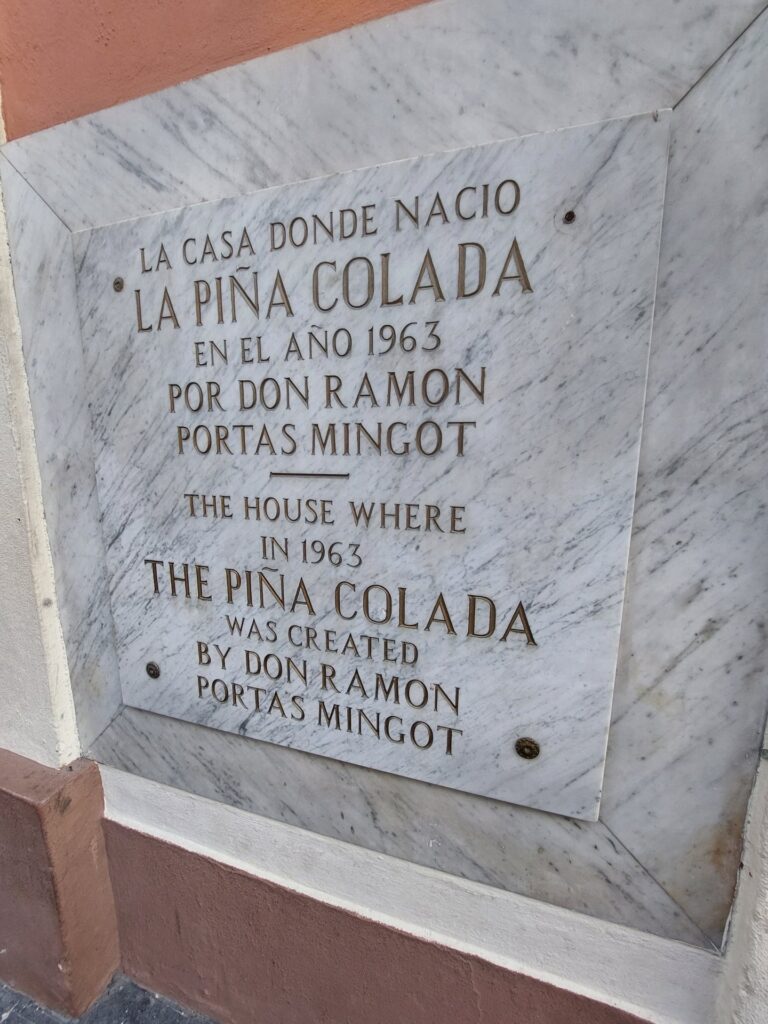 LA CASA DONDE NACIO
LA PIÑA COLADA
EN EL AÑO 1963
POR DON RAMON
PORTAS MINGOT
THE HOUSE WHERE
IN 1963
THE PIÑA COLADA
WAS CREATED
BY DON RAMON
PORTAS MINGOT